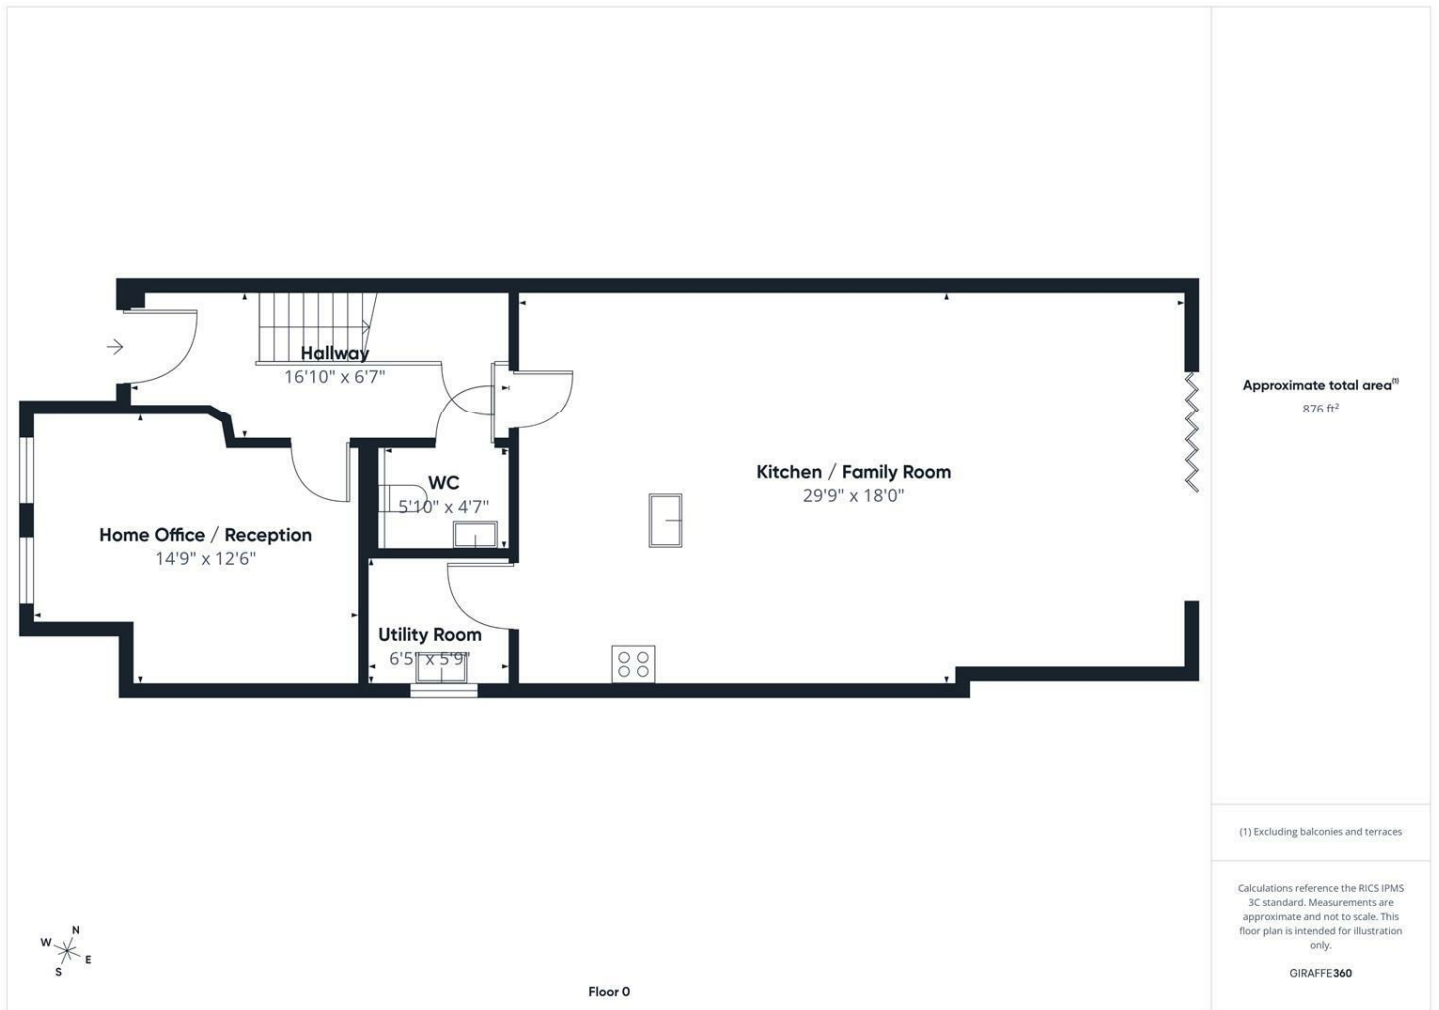 Hallway
16'10" x 6'7"
WC
5'10" x 4'7"
Kitchen / Family Room
29'9" x 18'0"
Home Office / Reception
14'9" x 12'6"
Utility Room
6'5" x 5'9"
Approximate total area(1)
876 ft²
(1) Excluding balconies and terraces
Calculations reference the RICS IPMS
3C standard. Measurements are
approximate and not to scale. This
floor plan is intended for illustration
only.
GIRAFFE360
N
W
E
S
Floor 0